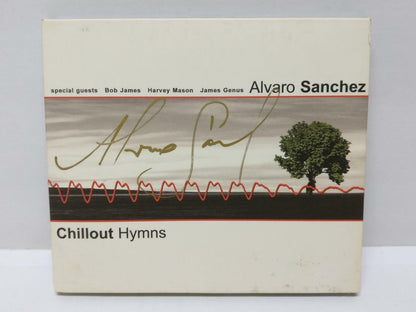 special guests Bob James Harvey Mason James Genus Alvaro Sanchez
Chillout Hymns